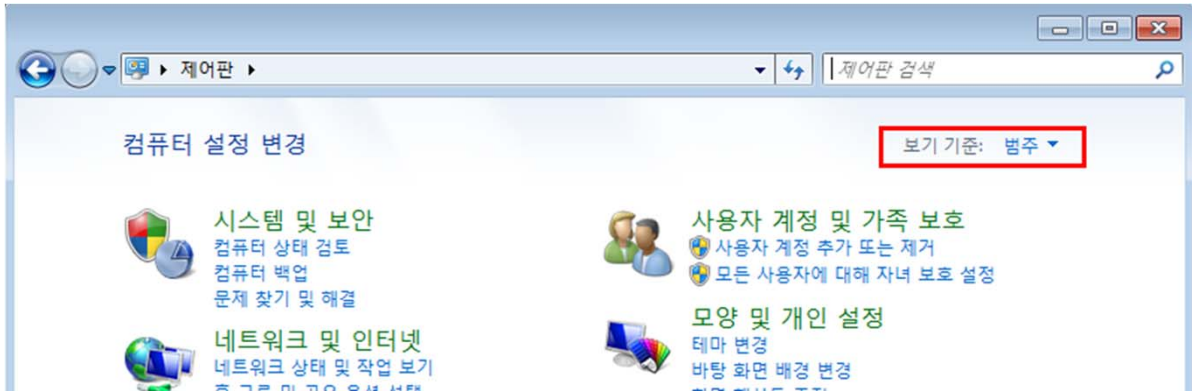 제어판
제어판 검색
컴퓨터 설정 변경
보기 기준: 범주
시스템 및 보안
컴퓨터 상태 검토
컴퓨터 백업
문제 찾기 및 해결
네트워크 및 인터넷
네트워크 상태 및 작업 보기
사용자 계정 및 가족 보호
사용자 계정 추가 또는 제거
모든 사용자에 대해 자녀 보호 설정
모양 및 개인 설정
테마 변경
바탕 화면 배경 변경